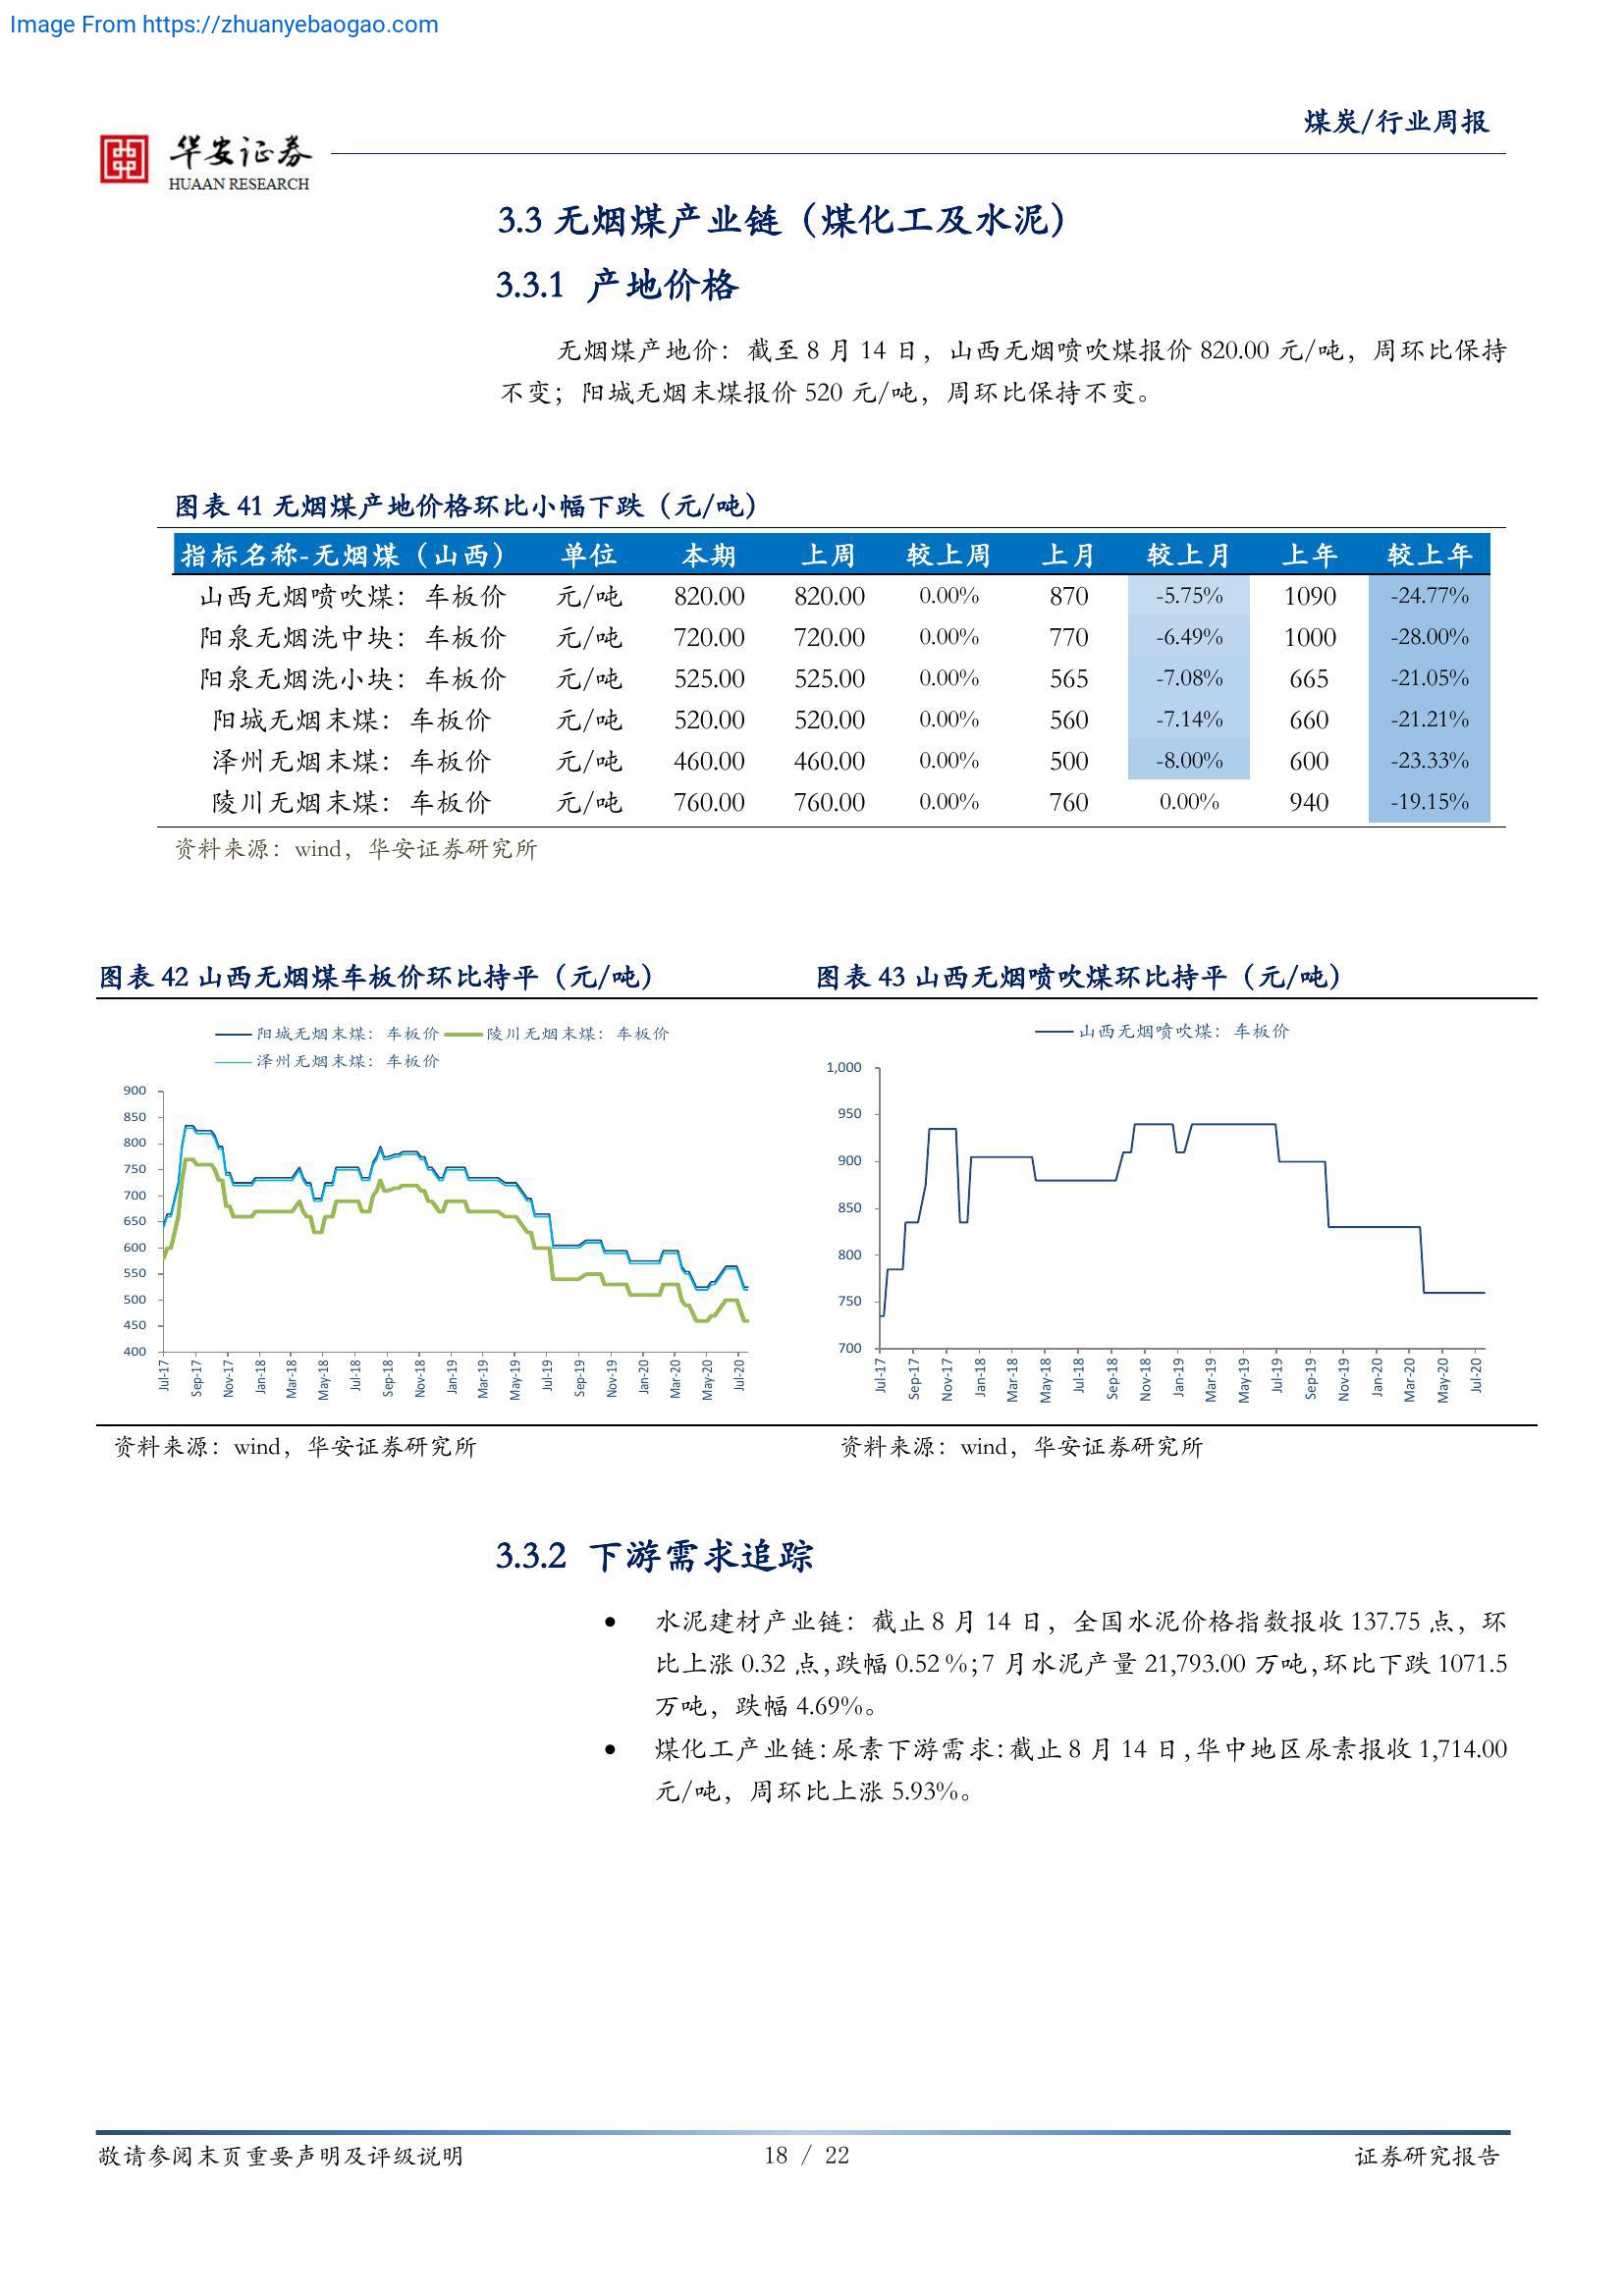 Image From https://zhuanyebaogao.com
煤炭/行业周报
华安证券
HUAAN RESEARCH
3.3 无烟煤产业链（煤化工及水泥）
3.3.1 产地价格
无烟煤产地价：截至 8 月 14 日，山西无烟喷吹煤报价 820.00 元/吨，周环比保持
不变；阳城无烟末煤报价 520 元/吨，周环比保持不变。
图表 41 无烟煤产地价格环比小幅下跌（元/吨）
指标名称-无烟煤（山西） 单位 本期 上周 较上周 上月 较上月 上年 较上年
山西无烟喷吹煤：车板价 元/吨 820.00 820.00 0.00% 870 -5.75% 1090 -24.77%
阳泉无烟洗中块：车板价 元/吨 720.00 720.00 0.00% 770 -6.49% 1000 -28.00%
阳泉无烟洗小块：车板价 元/吨 525.00 525.00 0.00% 565 -7.08% 665 -21.05%
阳城无烟末煤：车板价 元/吨 520.00 520.00 0.00% 560 -7.14% 660 -21.21%
泽州无烟末煤：车板价 元/吨 460.00 460.00 0.00% 500 -8.00% 600 -23.33%
陵川无烟末煤：车板价 元/吨 760.00 760.00 0.00% 760 0.00% 940 -19.15%
资料来源：wind，华安证券研究所
图表 42 山西无烟煤车板价环比持平（元/吨）
阳城无烟末煤：车板价 陵川无烟末煤：车板价
泽州无烟末煤：车板价
900
850
800
750
700
650
600
550
500
450
400
Jul-17 Sep-17 Nov-17 Jan-18 Mar-18 May-18 Jul-18 Sep-18 Nov-18 Jan-19 Mar-19 May-19 Jul-19 Sep-19 Nov-19 Jan-20 Mar-20 May-20 Jul-20
资料来源：wind，华安证券研究所
图表 43 山西无烟喷吹煤环比持平（元/吨）
山西无烟喷吹煤：车板价
1,000
950
900
850
800
750
700
Jul-17 Sep-17 Nov-17 Jan-18 Mar-18 May-18 Jul-18 Sep-18 Nov-18 Jan-19 Mar-19 May-19 Jul-19 Sep-19 Nov-19 Jan-20 Mar-20 May-20 Jul-20
资料来源：wind，华安证券研究所
3.3.2 下游需求追踪
● 水泥建材产业链：截止 8 月 14 日，全国水泥价格指数报收 137.75 点，环
比上涨 0.32 点，跌幅 0.52%；7 月水泥产量 21,793.00 万吨，环比下跌 1071.5
万吨，跌幅 4.69%。
● 煤化工产业链：尿素下游需求：截止 8 月 14 日，华中地区尿素报收 1,714.00
元/吨，周环比上涨 5.93%。
敬请参阅末页重要声明及评级说明 18 / 22 证券研究报告